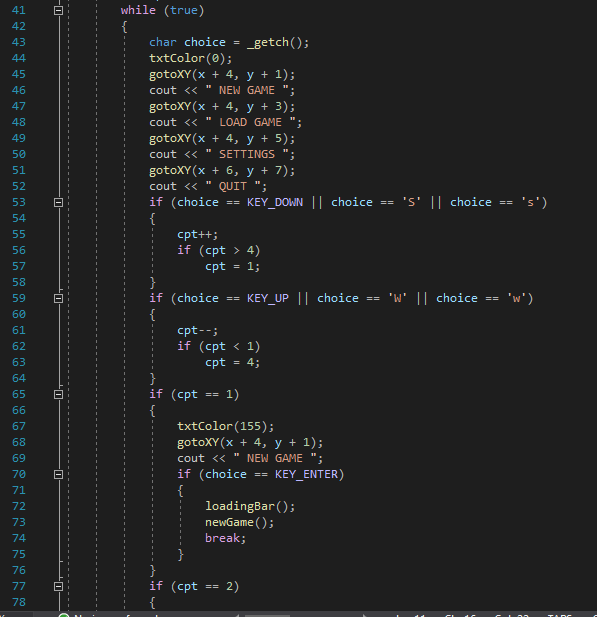 41 while (true)
42 {
43 char choice = _getch();
44 txtColor(0);
45 gotoXY(x + 4, y + 1);
46 cout << " NEW GAME ";
47 gotoXY(x + 4, y + 3);
48 cout << " LOAD GAME ";
49 gotoXY(x + 4, y + 5);
50 cout << " SETTINGS ";
51 gotoXY(x + 6, y + 7);
52 cout << " QUIT ";
53 if (choice == KEY_DOWN || choice == 'S' || choice == 's')
54 {
55 cpt++;
56 if (cpt > 4)
57 cpt = 1;
58 }
59 if (choice == KEY_UP || choice == 'W' || choice == 'w')
60 {
61 cpt--;
62 if (cpt < 1)
63 cpt = 4;
64 }
65 if (cpt == 1)
66 {
67 txtColor(155);
68 gotoXY(x + 4, y + 1);
69 cout << " NEW GAME ";
70 if (choice == KEY_ENTER)
71 {
72 loadingBar();
73 newGame();
74 break;
75 }
76 }
77 if (cpt == 2)
78 {